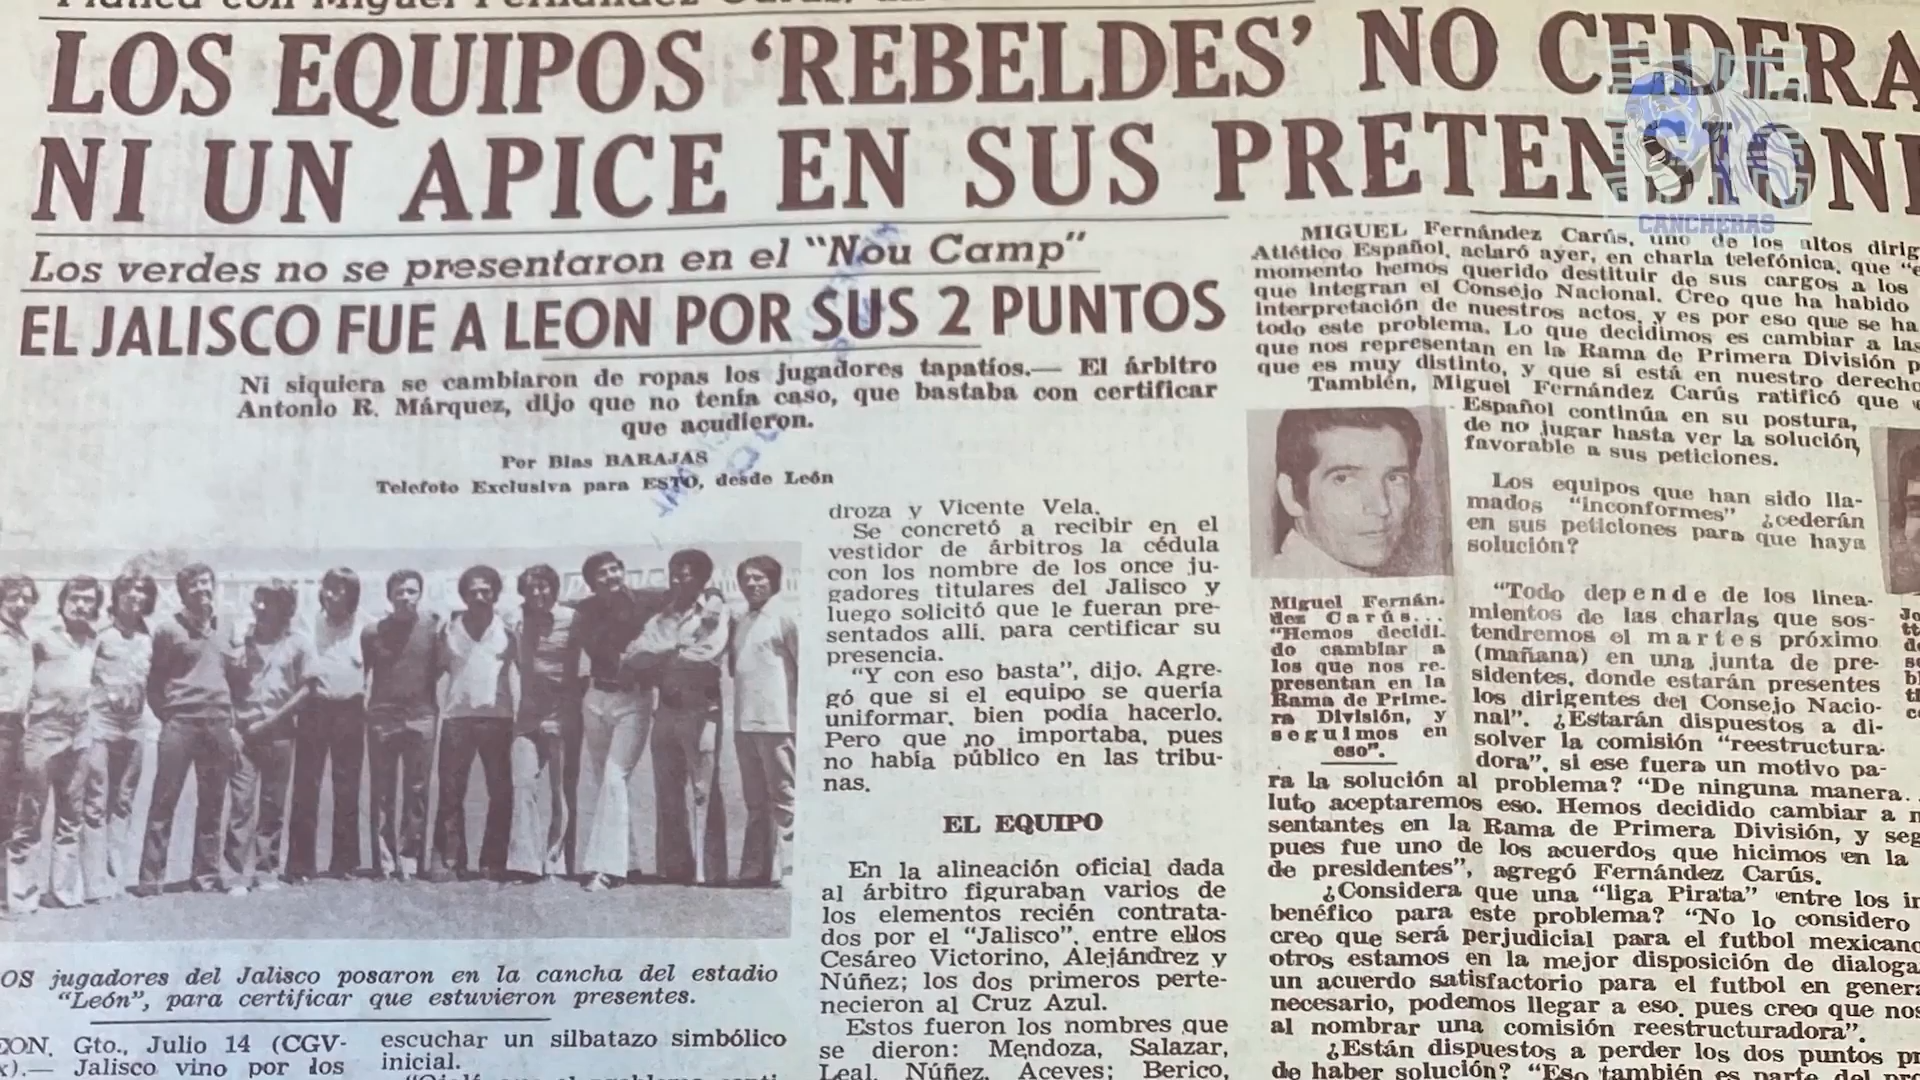 LOS EQUIPOS ‘REBELDES’ NO CEDERA
NI UN APICE EN SUS PRETENSIONE
Los verdes no se presentaron en el "Nou Camp"
EL JALISCO FUE A LEON POR SUS 2 PUNTOS
Ni siquiera se cambiaron de ropas los jugadores tapatíos.— El árbitro
Antonio R. Márquez, dijo que no tenía caso, que bastaba con certificar
que acudieron.
Por Blas BARAJAS
Telefoto Exclusiva para ESTO, desde León
OS jugadores del Jalisco posaron en la cancha del estadio
"León", para certificar que estuvieron presentes.
EON, Gto., Julio 14 (CGV-
x).— Jalisco vino por los
escuchar un silbatazo simbólico
inicial.
droza y Vicente Vela.
Se concretó a recibir en el
vestidor de árbitros la cédula
con los nombre de los once ju-
gadores titulares del Jalisco y
luego solicitó que le fueran pre-
sentados allí, para certificar su
presencia.
"Y con eso basta", dijo. Agre-
gó que si el equipo se quería
uniformar, bien podía hacerlo.
Pero que no importaba, pues
no había público en las tribu-
nas.
EL EQUIPO
En la alineación oficial dada
al árbitro figuraban varios de
los elementos recién contrata-
dos por el "Jalisco", entre ellos
Cesáreo Victorino, Alejándrez y
Núñez; los dos primeros perte-
necieron al Cruz Azul.
Estos fueron los nombres que
se dieron: Mendoza, Salazar,
Leal, Núñez, Aceves; Berico,
MIGUEL Fernández Carús, uno de los altos dirig
Atlético Español, aclaró ayer, en charla telefónica, que "e
momento hemos querido destituir de sus cargos a los
que integran el Consejo Nacional. Creo que ha habido
interpretación de nuestros actos, y es por eso que se ha
todo este problema. Lo que decidimos es cambiar a las
que nos representan en la Rama de Primera División p
que es muy distinto, y que sí está en nuestro derecho
También, Miguel Fernández Carús ratificó que
Español continúa en su postura,
de no jugar hasta ver la solución,
favorable a sus peticiones.
Los equipos que han sido lla-
mados "inconformes" ¿cederán
en sus peticiones para que haya
solución?
"Todo depende de los linea-
mientos de las charlas que sos-
tendremos el martes próximo
(mañana) en una junta de pre-
sidentes, donde estarán presentes
los dirigentes del Consejo Nacio-
nal". ¿Estarán dispuestos a di-
solver la comisión "reestructura-
dora", si ese fuera un motivo pa-
Miguel Fernán-
dez Carús...
"Hemos decidi-
do cambiar a
los que nos re-
presentan en la
Rama de Prime-
ra División, y
seguimos en
eso".
ra la solución al problema? "De ninguna manera.
luto aceptaremos eso. Hemos decidido cambiar a n
sentantes en la Rama de Primera División, y seg
pues fue uno de los acuerdos que hicimos en la
de presidentes", agregó Fernández Carús.
¿Considera que una "liga Pirata" entre los in
benéfico para este problema? "No lo considero
creo que será perjudicial para el futbol mexicano
otros estamos en la mejor disposición de dialoga
un acuerdo satisfactorio para el futbol en genera
necesario, podemos llegar a eso, pues creo que nos
al nombrar una comisión reestructuradora".
¿Están dispuestos a perder los dos puntos pr
de haber solución? "Eso también es parte del
CANCHERAS